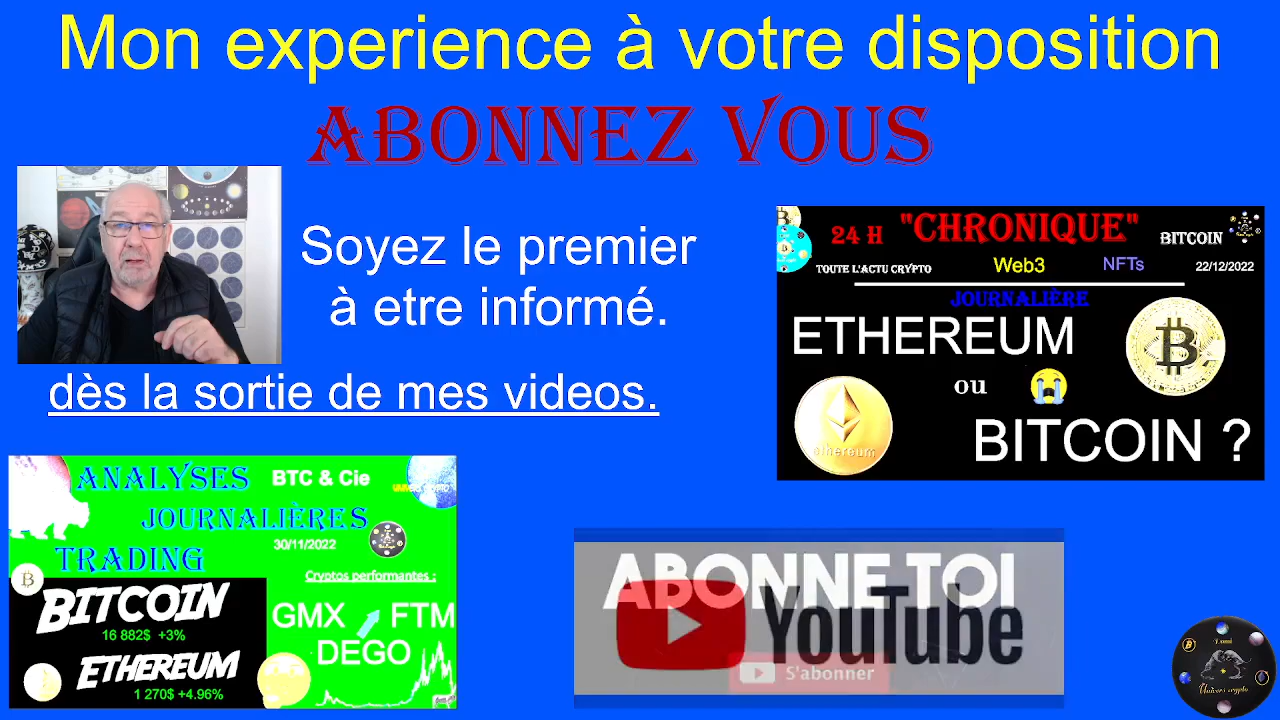 Mon experience à votre disposition
ABONNEZ VOUS
Soyez le premier
à etre informé.
dès la sortie de mes videos.
24 H "CHRONIQUE" BITCOIN
TOUTE L'ACTU CRYPTO Web3 NFTs 22/12/2022
JOURNALIÈRE
ETHEREUM
ou
BITCOIN ?
ethereum
ANALYSES BTC & Cie
JOURNALIÈRES
30/11/2022
TRADING
Cryptos performantes :
BITCOIN
16 882$ +3%
GMX FTM
DEGO
ETHEREUM
1 270$ +4.96%
ABONNE TOI
YouTube
S'abonner
Univers crypto